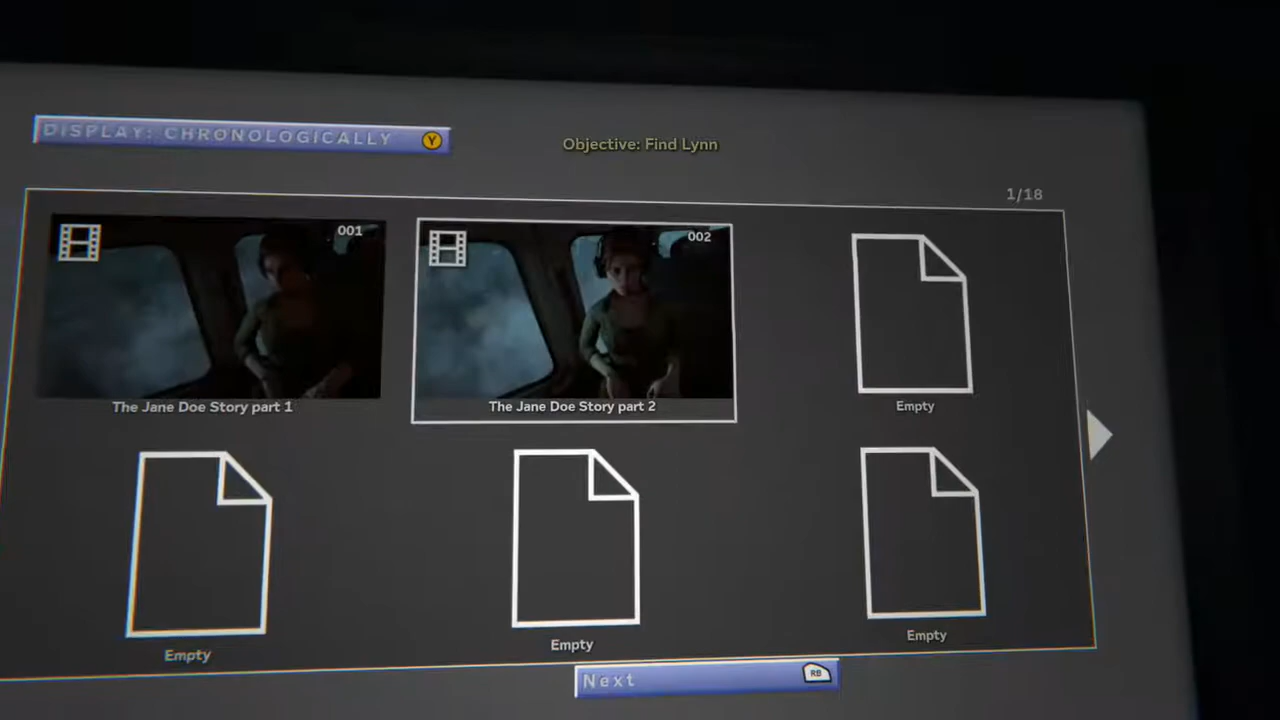 DISPLAY: CHRONOLOGICALLY Y
Objective: Find Lynn
1/18
001
002
The Jane Doe Story part 1
The Jane Doe Story part 2
Empty
Empty
Empty
Empty
Next RB